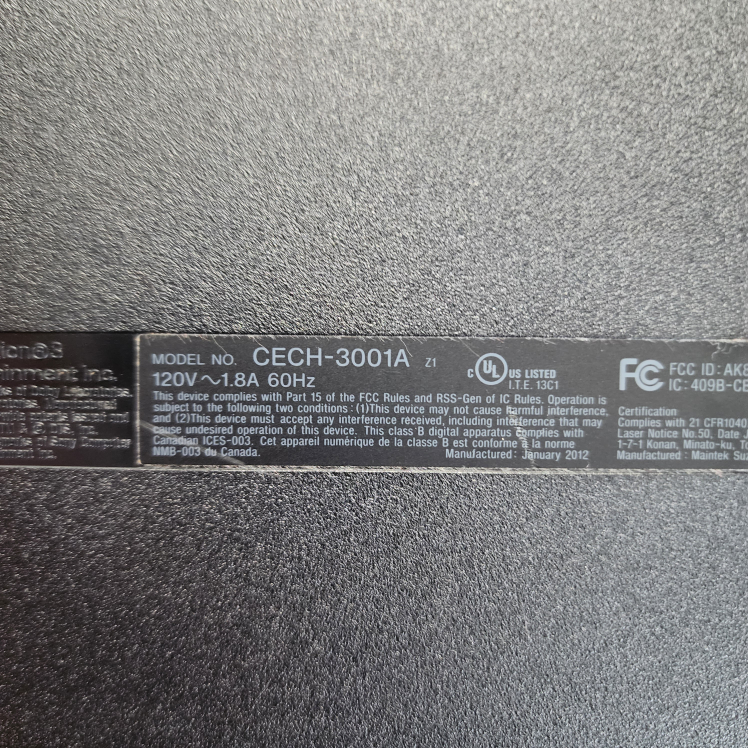 MODEL NO. CECH-3001A Z1
120V～1.8A 60Hz
This device complies with Part 15 of the FCC Rules and RSS-Gen of IC Rules. Operation is
subject to the following two conditions : (1)This device may not cause harmful interference,
and (2)This device must accept any interference received, including interference that may
cause undesired operation of this device. This class B digital apparatus complies with
Canadian ICES-003. Cet appareil numérique de la classe B est conforme à la norme
NMB-003 du Canada. Manufactured: January 2012
C UL US LISTED
I.T.E. 13C1
FC FCC ID: AK8
IC: 409B-CE
Certification
Complies with 21 CFR1040
Laser Notice No.50, Date J
1-7-1 Konan, Minato-ku, To
Manufactured : Maintek Suz
inment Inc.